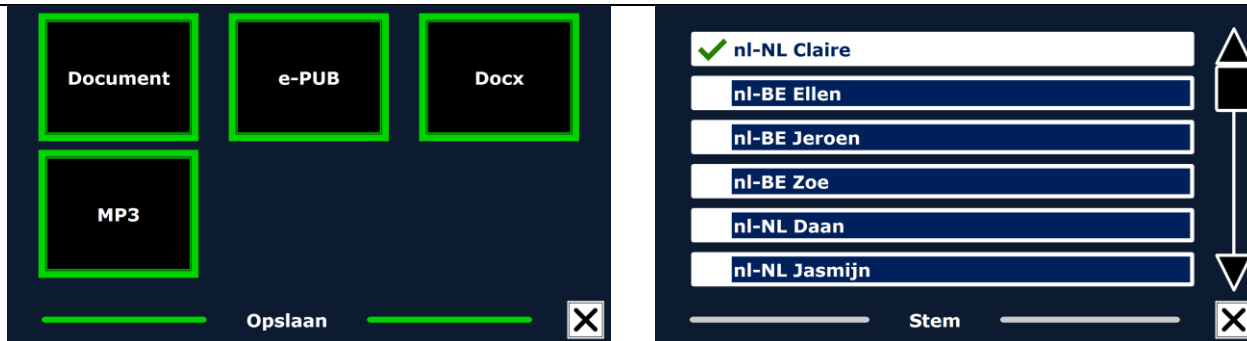 Document
e-PUB
Docx
MP3
Opslaan
nl-NL Claire
nl-BE Ellen
nl-BE Jeroen
nl-BE Zoe
nl-NL Daan
nl-NL Jasmijn
Stem